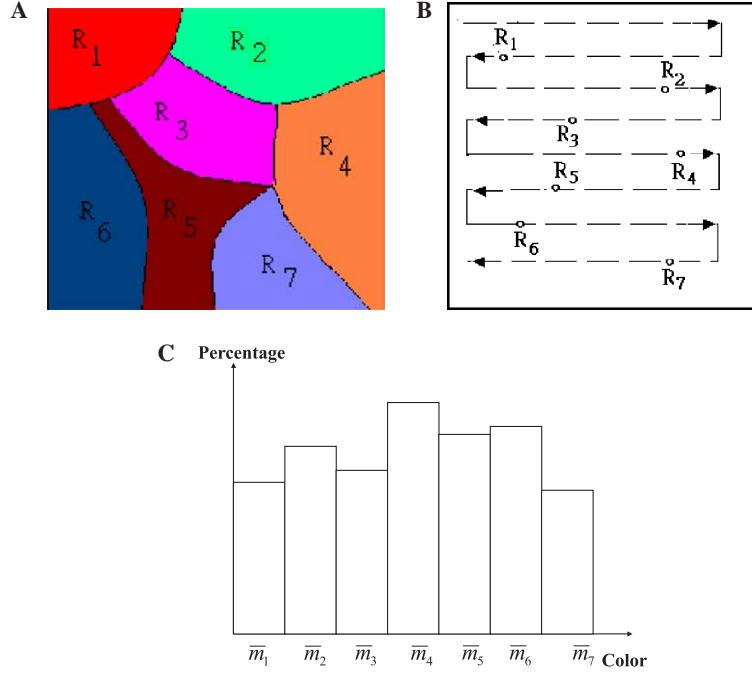 A
R1
R2
R3
R4
R5
R6
R7
B
R1
R2
R3
R4
R5
R6
R7
C
Percentage
m̅1 m̅2 m̅3 m̅4 m̅5 m̅6 m̅7 Color